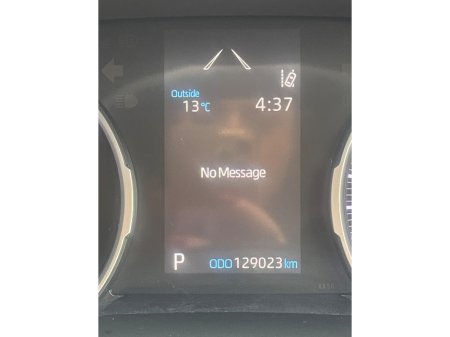 Outside
13°C 4:37
No Message
P ODO 129023 km